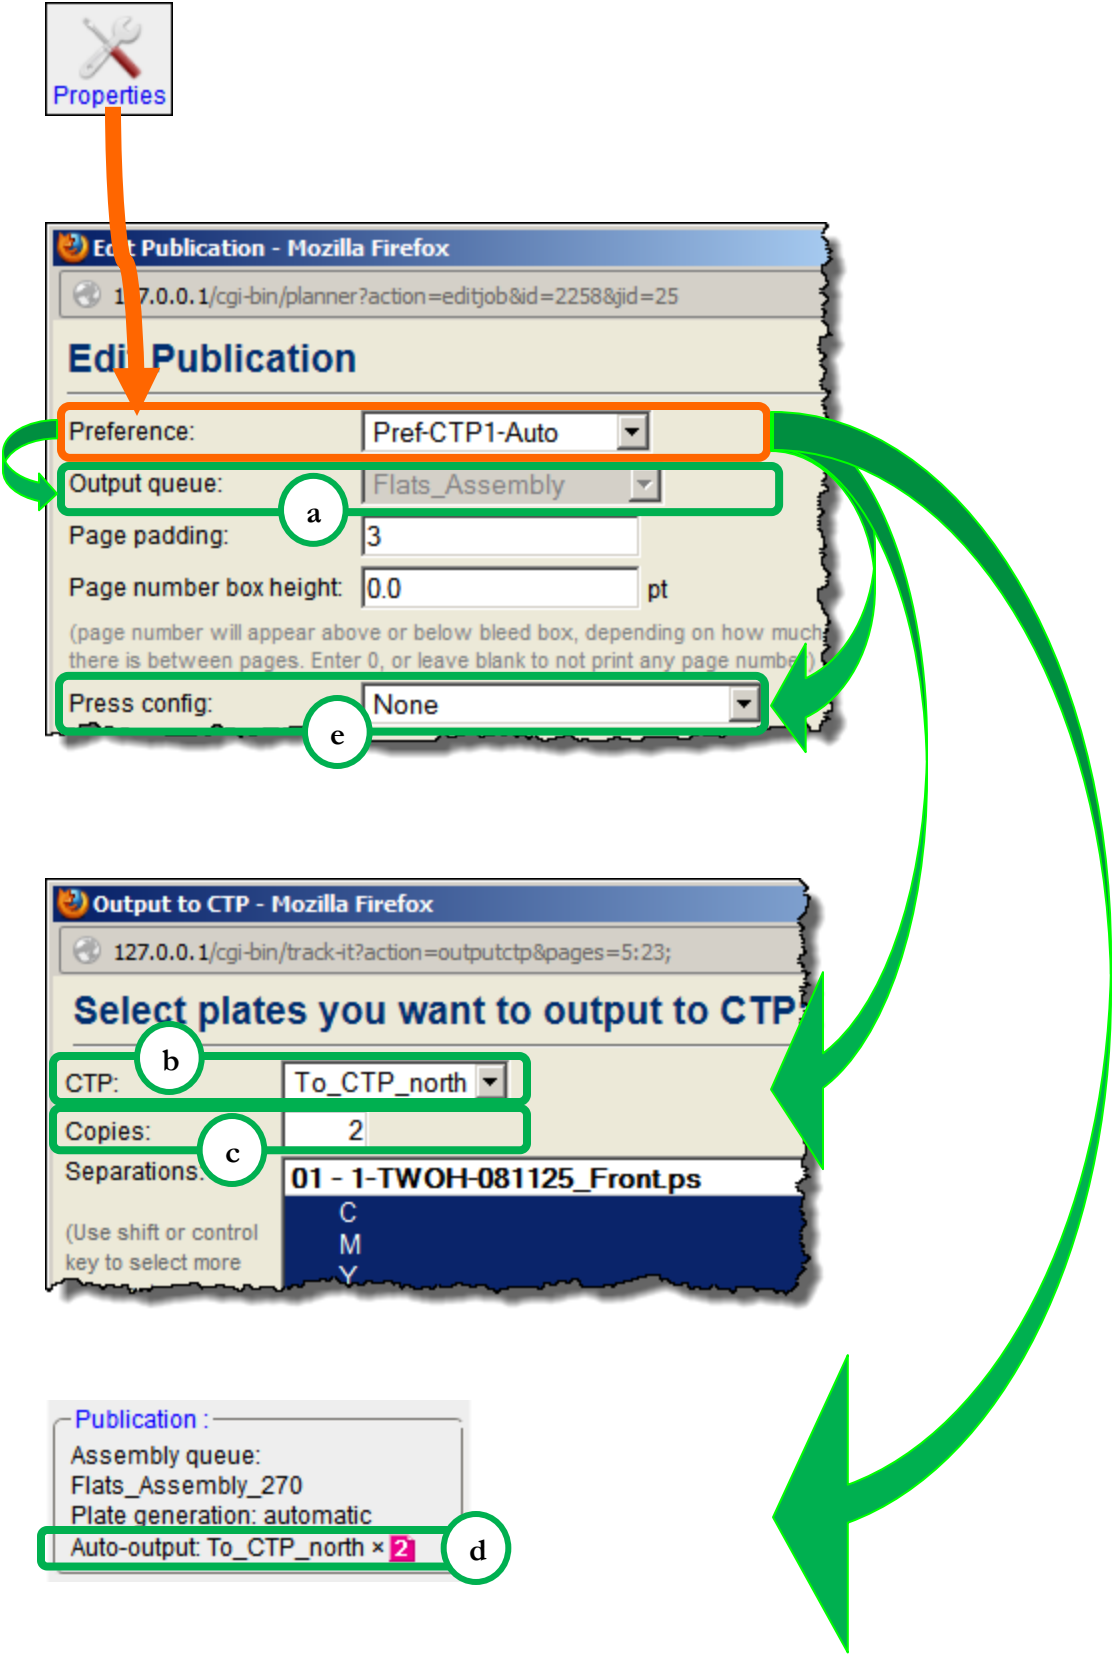 Properties
Edit Publication - Mozilla Firefox
127.0.0.1/cgi-bin/planner?action=editjob&id=2258&jid=25
Edit Publication
Preference: Pref-CTP1-Auto
Output queue: Flats_Assembly
a
Page padding: 3
Page number box height: 0.0 pt
(page number will appear above or below bleed box, depending on how much
there is between pages. Enter 0, or leave blank to not print any page number)
Press config: None
e
Output to CTP - Mozilla Firefox
127.0.0.1/cgi-bin/track-it?action=outputctp&pages=5:23;
Select plates you want to output to CTP
b
CTP: To_CTP_north
Copies: 2
c
Separations: 01 - 1-TWOH-081125_Front.ps
C
(Use shift or control
M
key to select more
Y
Publication :
Assembly queue:
Flats_Assembly_270
Plate generation: automatic
Auto-output: To_CTP_north × 2
d